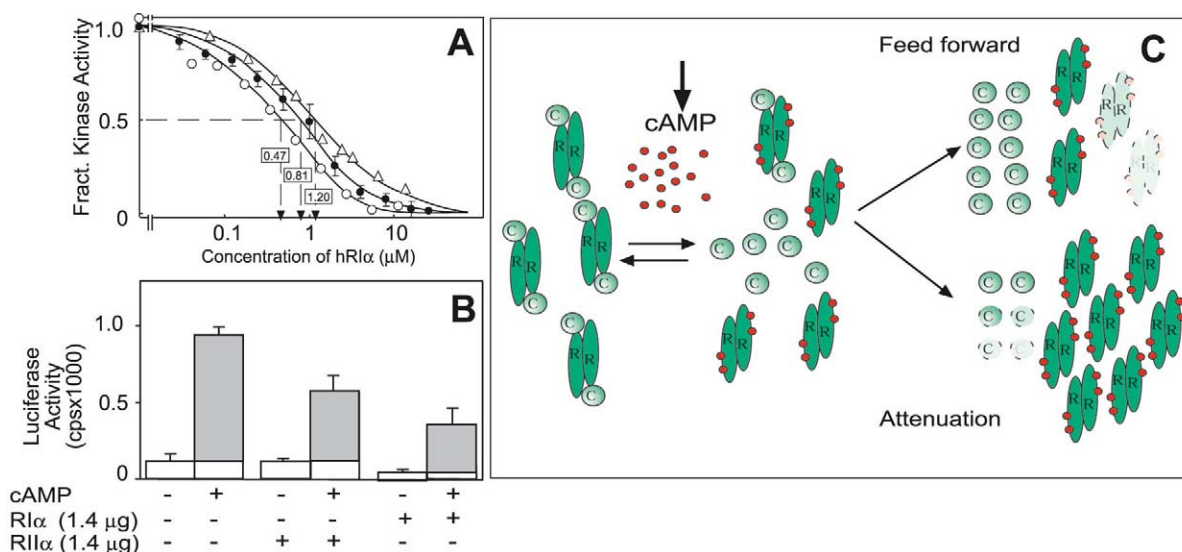 A
Fract. Kinase Activity
1.0
0.5
0
0.47
0.81
1.20
0.1
1
10
Concentration of hRIα (µM)
B
Luciferase
Activity
(cpsx1000)
1.0
0.5
0
cAMP - + - + - +
RIα (1.4 µg) - - - - + +
RIIα (1.4 µg) - - + + - -
C
Feed forward
cAMP
C
C
R R
C
C
R R
C
C
R R
C
C
R R
C
C
R R
C
R R
C
C
C
C
C
C
C
R R
R R
C C
C C
C C
C C
C C
R R
R R
R R
R R
C C
C C
C C
R R
R R
R R
R R
R R
R R
R R
Attenuation